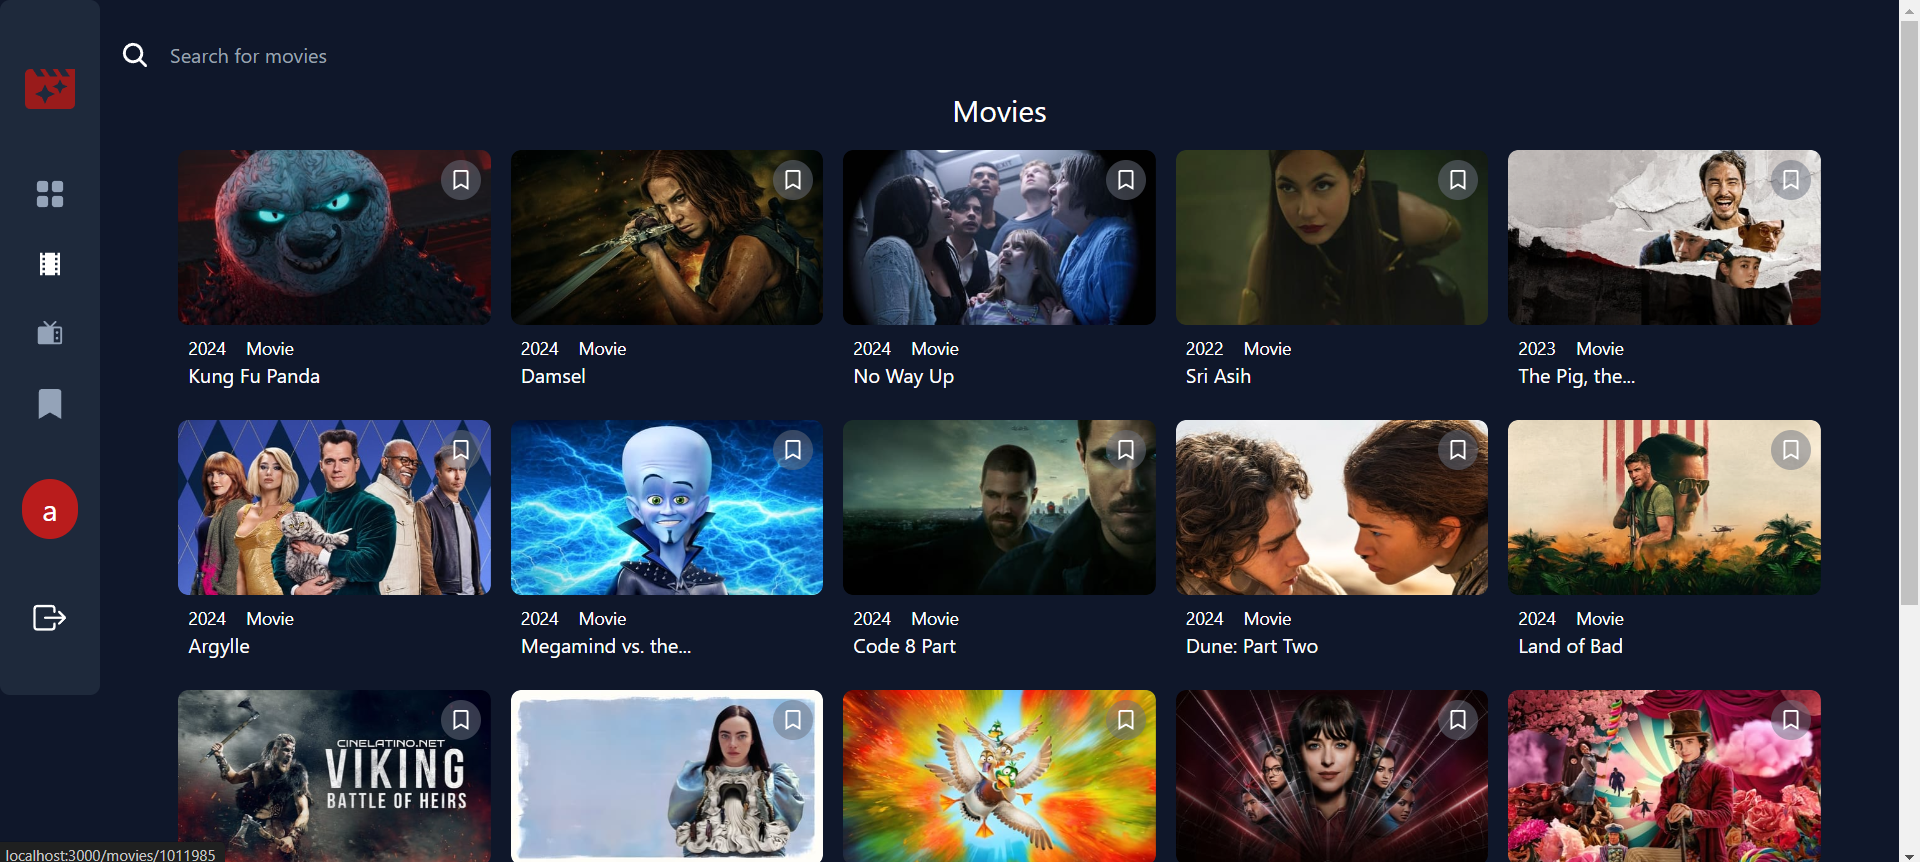 Search for movies
Movies
2024 Movie
Kung Fu Panda
2024 Movie
Damsel
2024 Movie
No Way Up
2022 Movie
Sri Asih
2023 Movie
The Pig, the...
a
2024 Movie
Argylle
2024 Movie
Megamind vs. the...
2024 Movie
Code 8 Part
2024 Movie
Dune: Part Two
2024 Movie
Land of Bad
CINELATINO.NET
VIKING
BATTLE OF HEIRS
localhost:3000/movies/1011985